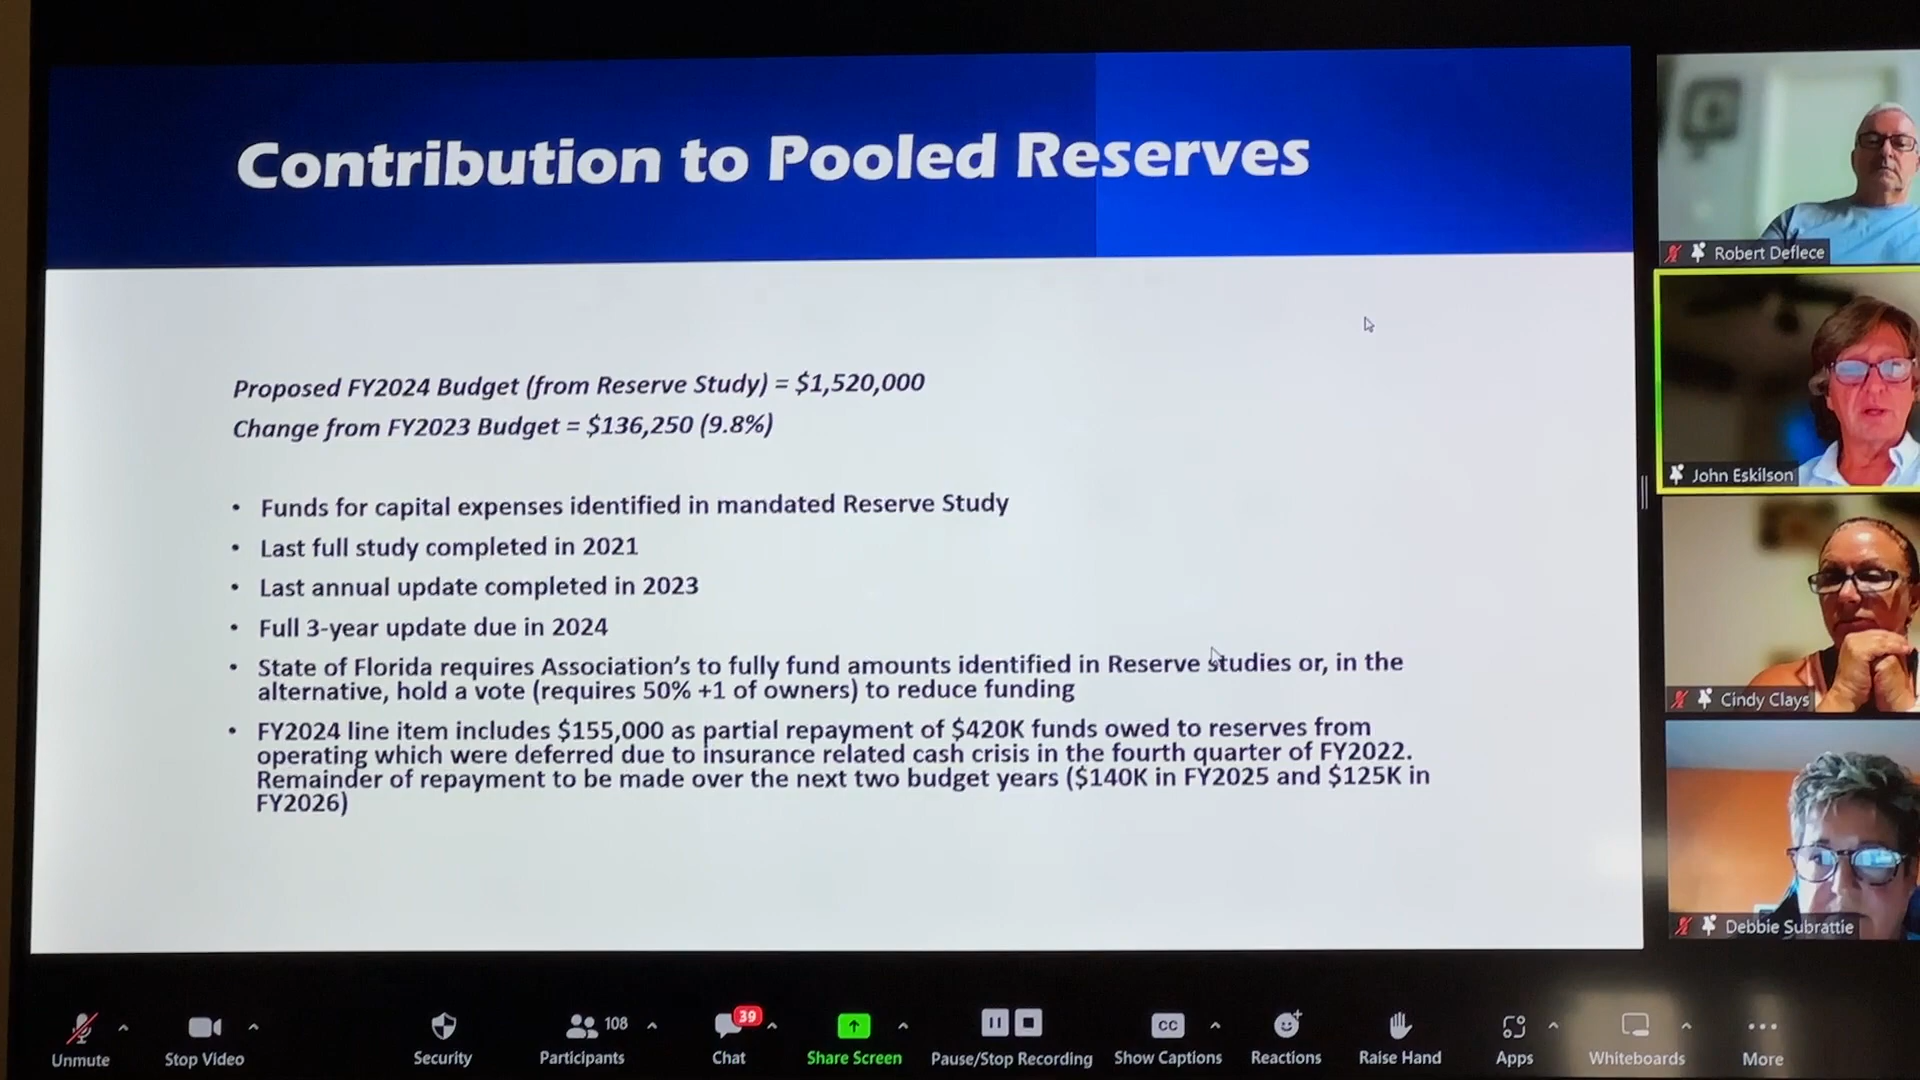 Contribution to Pooled Reserves
Proposed FY2024 Budget (from Reserve Study) = $1,520,000
Change from FY2023 Budget = $136,250 (9.8%)
• Funds for capital expenses identified in mandated Reserve Study
• Last full study completed in 2021
• Last annual update completed in 2023
• Full 3-year update due in 2024
• State of Florida requires Association's to fully fund amounts identified in Reserve studies or, in the
alternative, hold a vote (requires 50% +1 of owners) to reduce funding
• FY2024 line item includes $155,000 as partial repayment of $420K funds owed to reserves from
operating which were deferred due to insurance related cash crisis in the fourth quarter of FY2022.
Remainder of repayment to be made over the next two budget years ($140K in FY2025 and $125K in
FY2026)
Robert Deflece
John Eskilson
Cindy Clays
Debbie Subrattie
108
39
CC
Unmute
Stop Video
Security
Participants
Chat
Share Screen
Pause/Stop Recording
Show Captions
Reactions
Raise Hand
Apps
Whiteboards
More